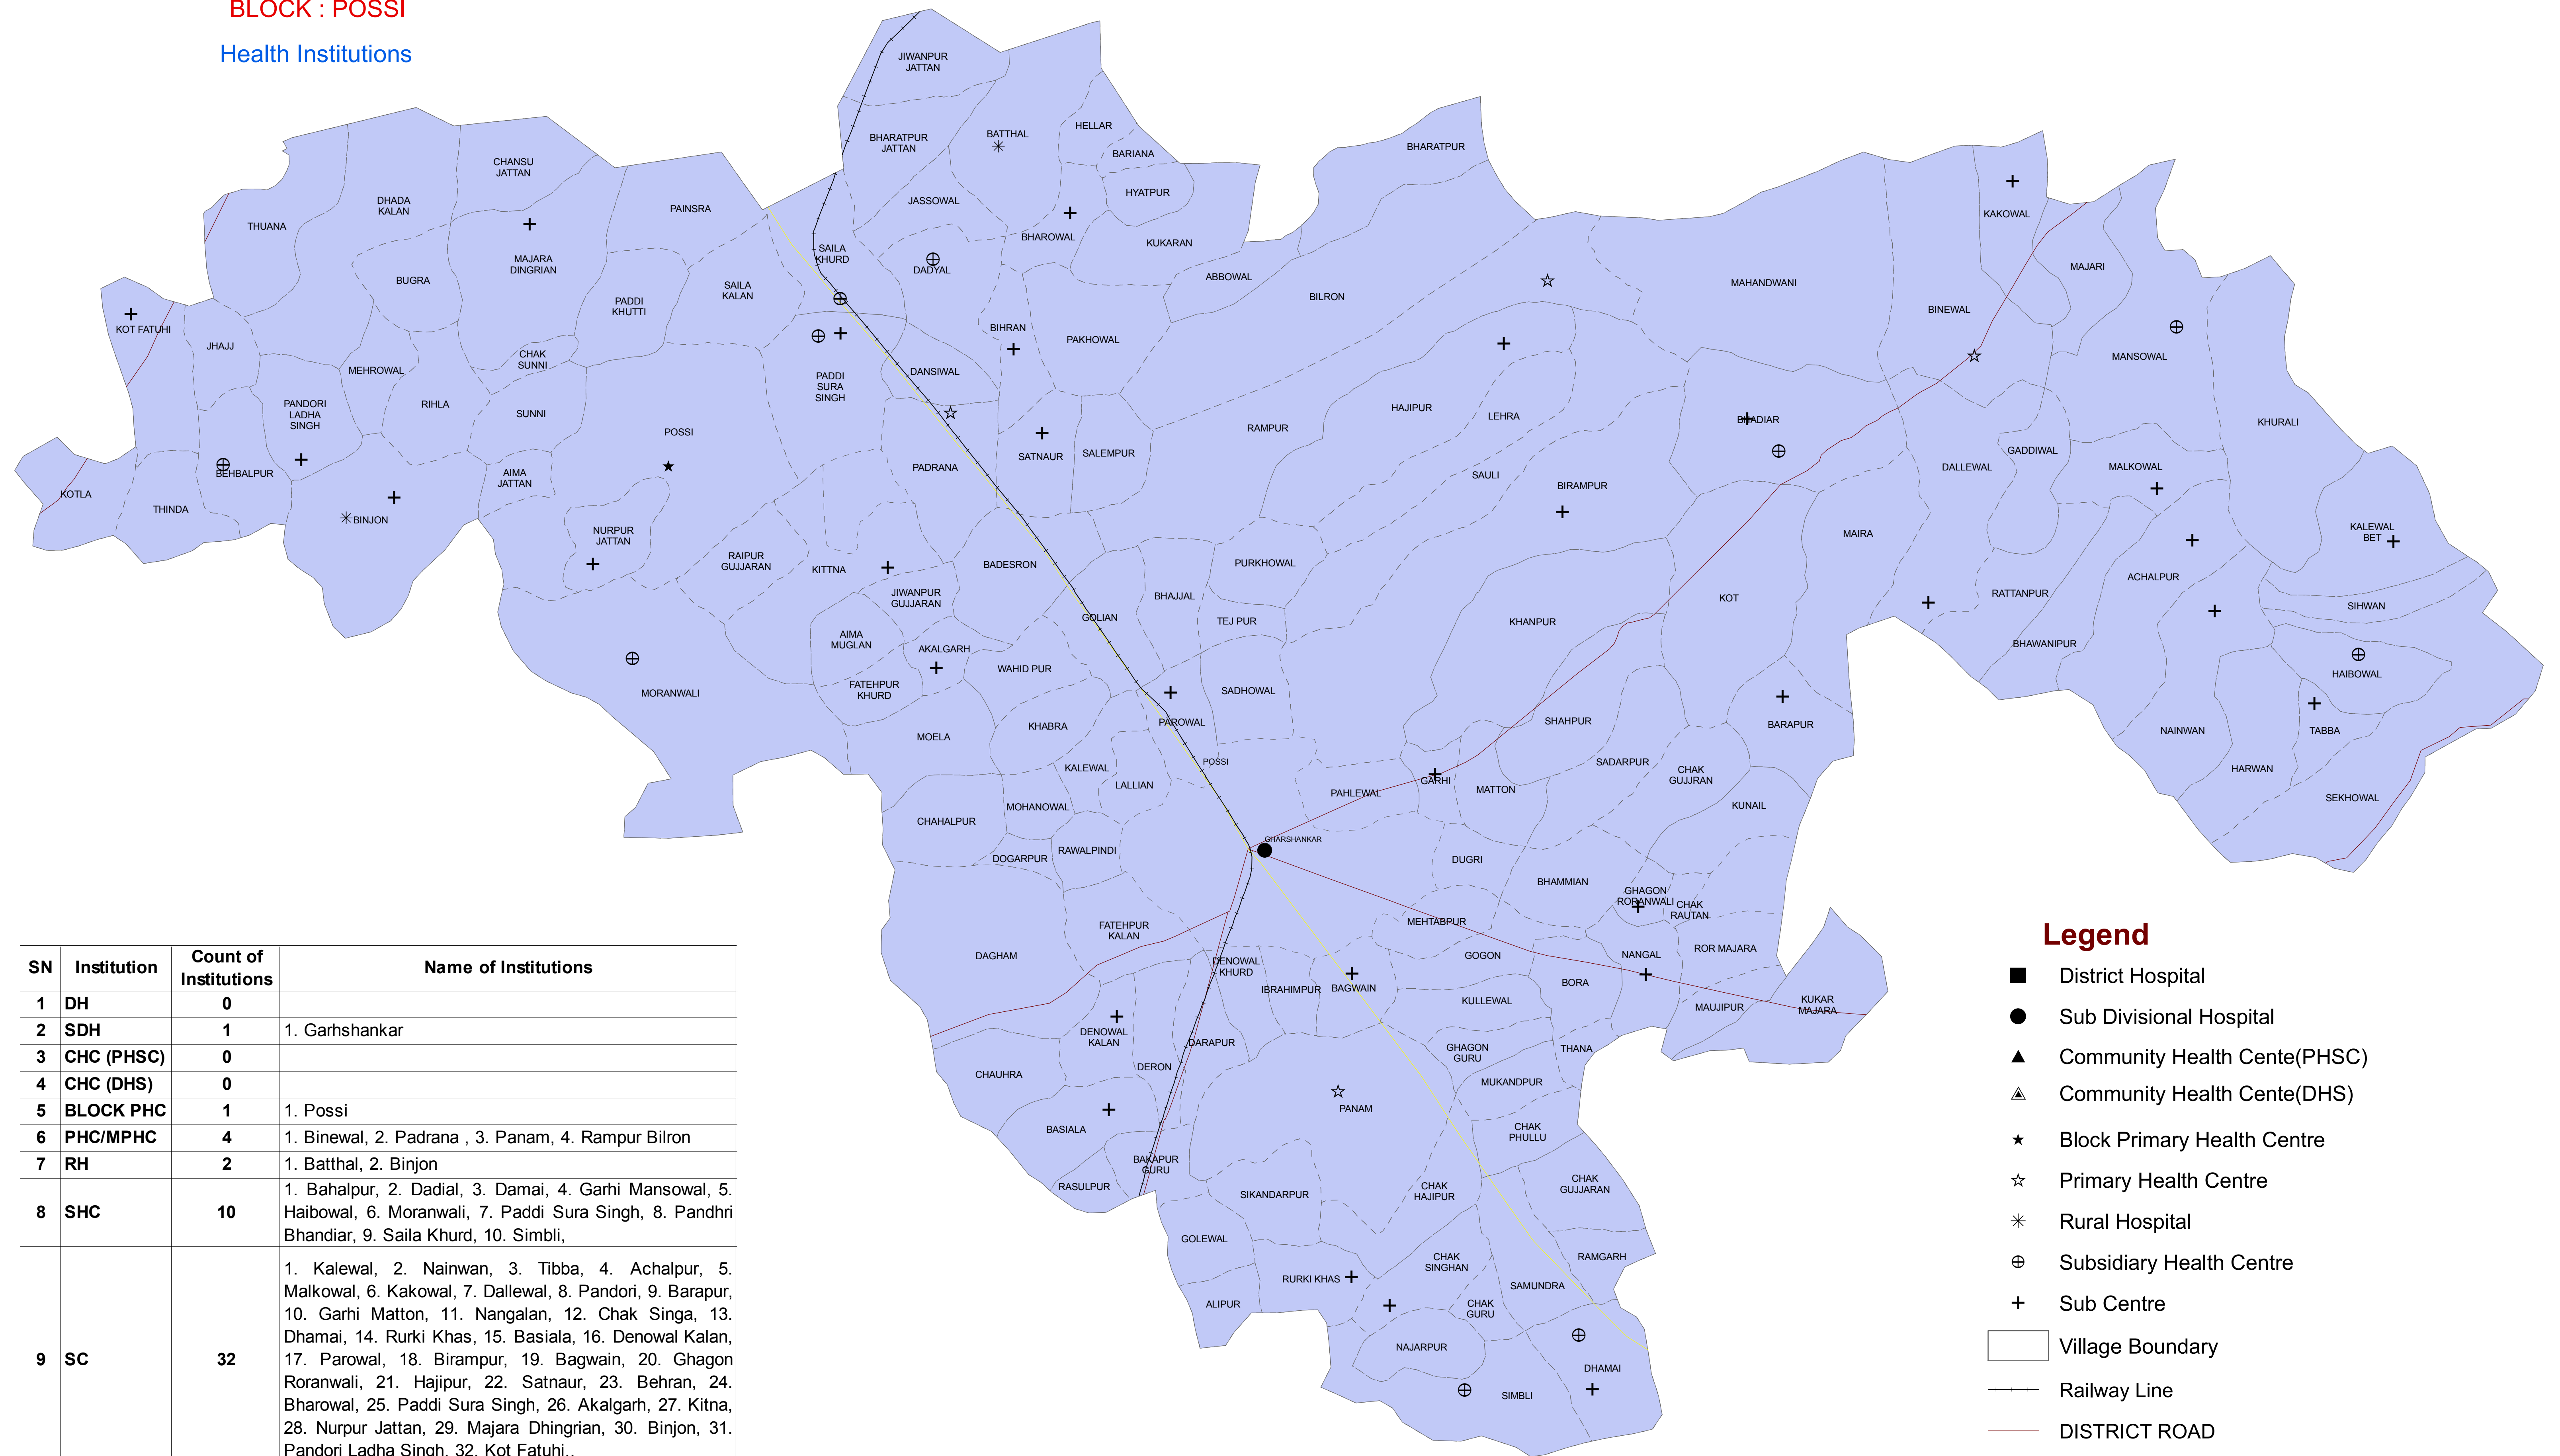 BLOCK : POSSI
Health Institutions
JIWANPUR
JATTAN
BHARATPUR
JATTAN
BATTHAL
HELLAR
BARIANA
HYATPUR
JASSOWAL
BHAROWAL
KUKARAN
DADYAL
ABBOWAL
BHARATPUR
BILRON
CHANSU
JATTAN
DHADA
KALAN
THUANA
PAINSRA
MAJARA
DINGRIAN
BUGRA
SAILA
KHURD
SAILA
KALAN
PADDI
KHUTTI
KOT FATUHI
JHAJJ
CHAK
SUNNI
MEHROWAL
PANDORI
LADHA
SINGH
RIHLA
SUNNI
PADDI
SURA
SINGH
DANSIWAL
BIHRAN
PAKHOWAL
POSSI
PADRANA
SATNAUR
SALEMPUR
RAMPUR
HAJIPUR
LEHRA
SAULI
BIRAMPUR
MAHANDWANI
BINEWAL
KAKOWAL
MAJARI
MANSOWAL
BHADIAR
KHURALI
GADDIWAL
DALLEWAL
MALKOWAL
KOTLA
THINDA
BEHBALPUR
BINJON
AIMA
JATTAN
NURPUR
JATTAN
RAIPUR
GUJJARAN
KITTNA
JIWANPUR
GUJJARAN
BADESRON
GOLIAN
BHAJJAL
PURKHOWAL
TEJ PUR
KHANPUR
KOT
MAIRA
RATTANPUR
ACHALPUR
KALEWAL
BET
SIHWAN
BHAWANIPUR
HAIBOWAL
AIMA
MUGLAN
AKALGARH
FATEHPUR
KHURD
WAHID PUR
MORANWALI
SADHOWAL
KHABRA
PAROWAL
MOELA
SHAHPUR
BARAPUR
NAINWAN
TABBA
HARWAN
SEKHOWAL
KALEWAL
LALLIAN
POSSI
MOHANOWAL
CHAHALPUR
PAHLEWAL
GARHI
MATTON
SADARPUR
CHAK
GUJJRAN
KUNAIL
DOGARPUR
RAWALPINDI
GHARSHANKAR
DUGRI
BHAMMIAN
GHAGON
RORANWALI
CHAK
RAUTAN
FATEHPUR
KALAN
DAGHAM
MEHTABPUR
GOGON
NANGAL
ROR MAJARA
DENOWAL
KHURD
IBRAHIMPUR
BAGWAIN
KULLEWAL
BORA
MAUJIPUR
KUKAR
MAJARA
DENOWAL
KALAN
DARAPUR
GHAGON
GURU
THANA
CHAUHRA
DERON
MUKANDPUR
PANAM
BASIALA
CHAK
PHULLU
BAKAPUR
GURU
RASULPUR
SIKANDARPUR
CHAK
HAJIPUR
CHAK
GUJJARAN
GOLEWAL
CHAK
SINGHAN
RAMGARH
RURKI KHAS
SAMUNDRA
ALIPUR
CHAK
GURU
NAJARPUR
DHAMAI
SIMBLI
SN Institution Count of Institutions Name of Institutions
1 DH 0
2 SDH 1 1. Garhshankar
3 CHC (PHSC) 0
4 CHC (DHS) 0
5 BLOCK PHC 1 1. Possi
6 PHC/MPHC 4 1. Binewal, 2. Padrana , 3. Panam, 4. Rampur Bilron
7 RH 2 1. Batthal, 2. Binjon
8 SHC 10 1. Bahalpur, 2. Dadial, 3. Damai, 4. Garhi Mansowal, 5.
Haibowal, 6. Moranwali, 7. Paddi Sura Singh, 8. Pandhri
Bhandiar, 9. Saila Khurd, 10. Simbli,
9 SC 32 1. Kalewal, 2. Nainwan, 3. Tibba, 4. Achalpur, 5.
Malkowal, 6. Kakowal, 7. Dallewal, 8. Pandori, 9. Barapur,
10. Garhi Matton, 11. Nangalan, 12. Chak Singa, 13.
Dhamai, 14. Rurki Khas, 15. Basiala, 16. Denowal Kalan,
17. Parowal, 18. Birampur, 19. Bagwain, 20. Ghagon
Roranwali, 21. Hajipur, 22. Satnaur, 23. Behran, 24.
Bharowal, 25. Paddi Sura Singh, 26. Akalgarh, 27. Kitna,
28. Nurpur Jattan, 29. Majara Dhingrian, 30. Binjon, 31.
Pandori Ladha Singh, 32. Kot Fatuhi,.
Legend
District Hospital
Sub Divisional Hospital
Community Health Cente(PHSC)
Community Health Cente(DHS)
Block Primary Health Centre
Primary Health Centre
Rural Hospital
Subsidiary Health Centre
Sub Centre
Village Boundary
Railway Line
DISTRICT ROAD